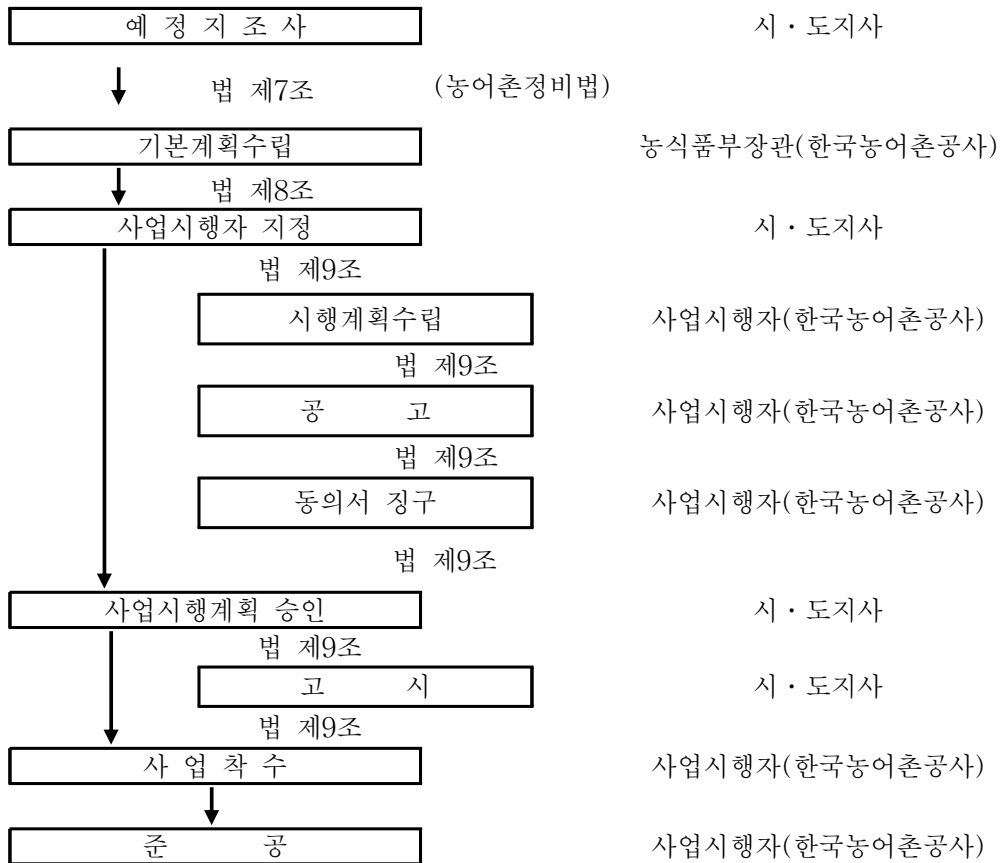 예 정 지 조 사 시・도지사
법 제7조 (농어촌정비법)
기본계획수립 농식품부장관(한국농어촌공사)
법 제8조
사업시행자 지정 시・도지사
법 제9조
시행계획수립 사업시행자(한국농어촌공사)
법 제9조
공 고 사업시행자(한국농어촌공사)
법 제9조
동의서 징구 사업시행자(한국농어촌공사)
법 제9조
사업시행계획 승인 시・도지사
법 제9조
고 시 시・도지사
법 제9조
사 업 착 수 사업시행자(한국농어촌공사)
준 공 사업시행자(한국농어촌공사)